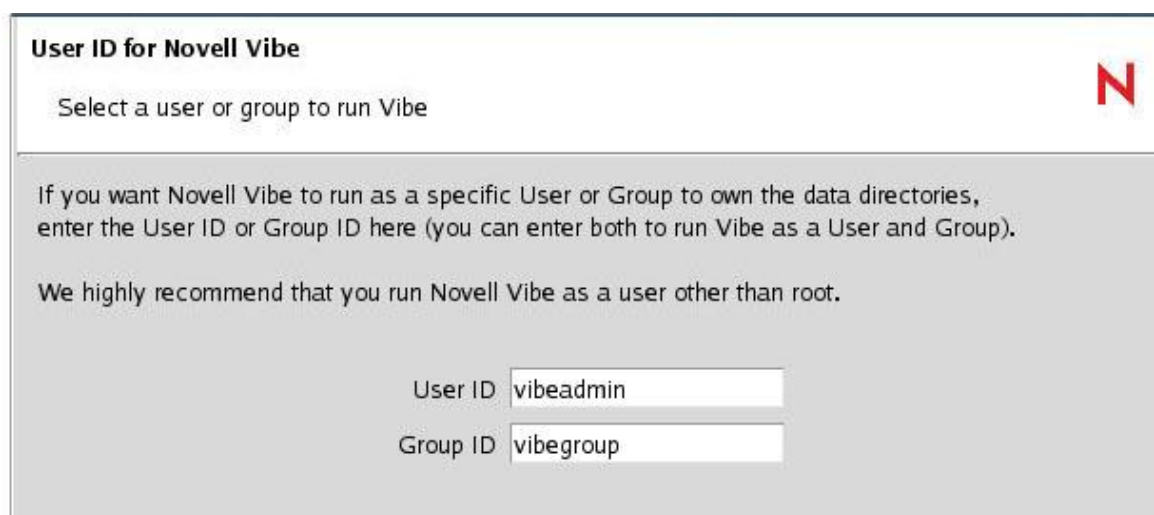 User ID for Novell Vibe
Select a user or group to run Vibe
N
If you want Novell Vibe to run as a specific User or Group to own the data directories,
enter the User ID or Group ID here (you can enter both to run Vibe as a User and Group).
We highly recommend that you run Novell Vibe as a user other than root.
User ID vibeadmin
Group ID vibegroup